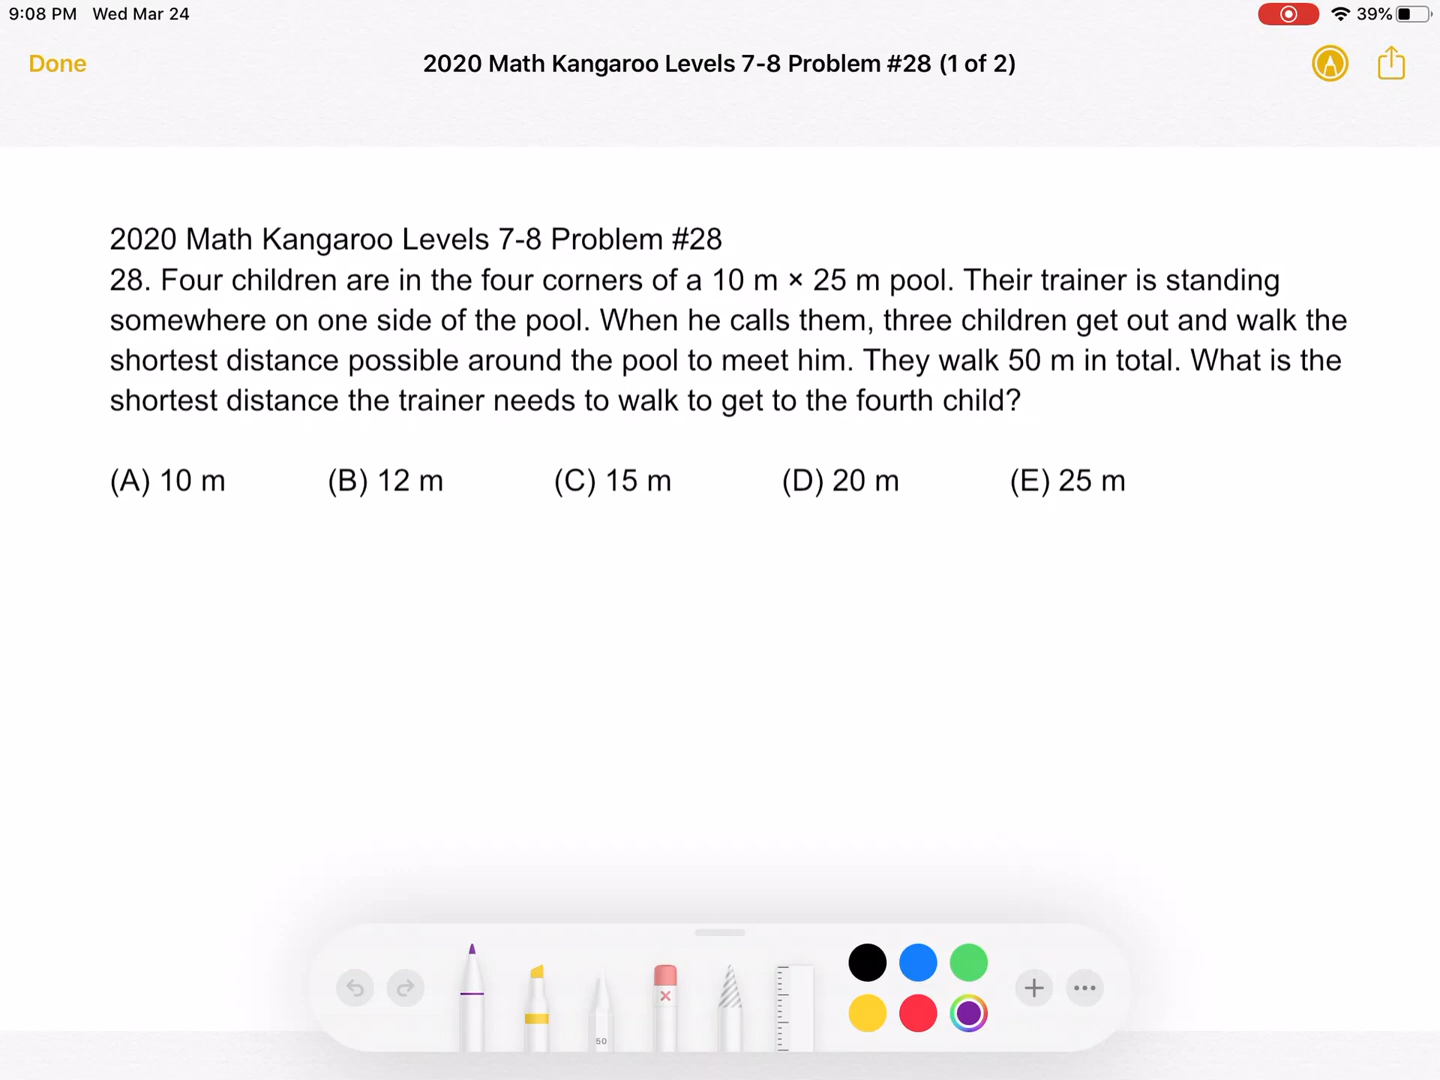 9:08 PM Wed Mar 24
39%
Done
2020 Math Kangaroo Levels 7-8 Problem #28 (1 of 2)
2020 Math Kangaroo Levels 7-8 Problem #28
28. Four children are in the four corners of a 10 m × 25 m pool. Their trainer is standing
somewhere on one side of the pool. When he calls them, three children get out and walk the
shortest distance possible around the pool to meet him. They walk 50 m in total. What is the
shortest distance the trainer needs to walk to get to the fourth child?
(A) 10 m (B) 12 m (C) 15 m (D) 20 m (E) 25 m
50